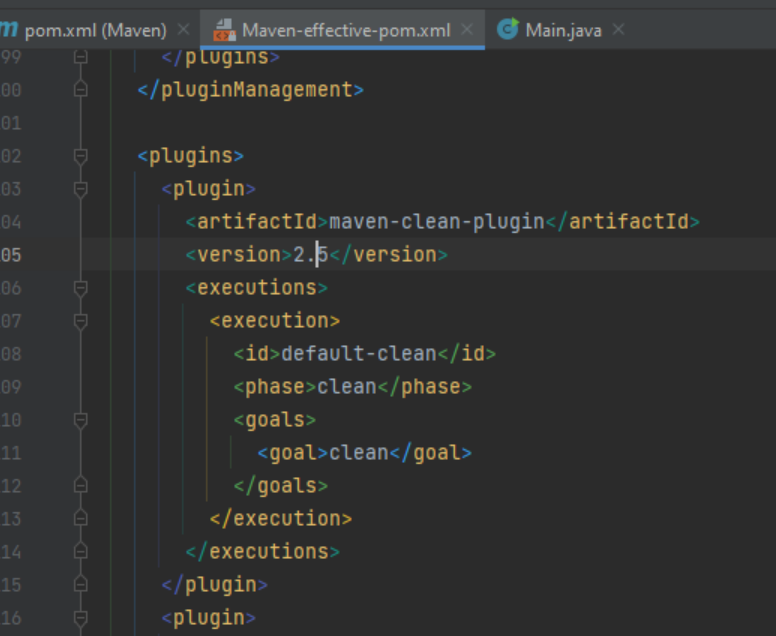 m pom.xml (Maven) Maven-effective-pom.xml Main.java
99 </plugins>
00 </pluginManagement>
01
02 <plugins>
03 <plugin>
04 <artifactId>maven-clean-plugin</artifactId>
05 <version>2.5</version>
06 <executions>
07 <execution>
08 <id>default-clean</id>
09 <phase>clean</phase>
10 <goals>
11 <goal>clean</goal>
12 </goals>
13 </execution>
14 </executions>
15 </plugin>
16 <plugin>